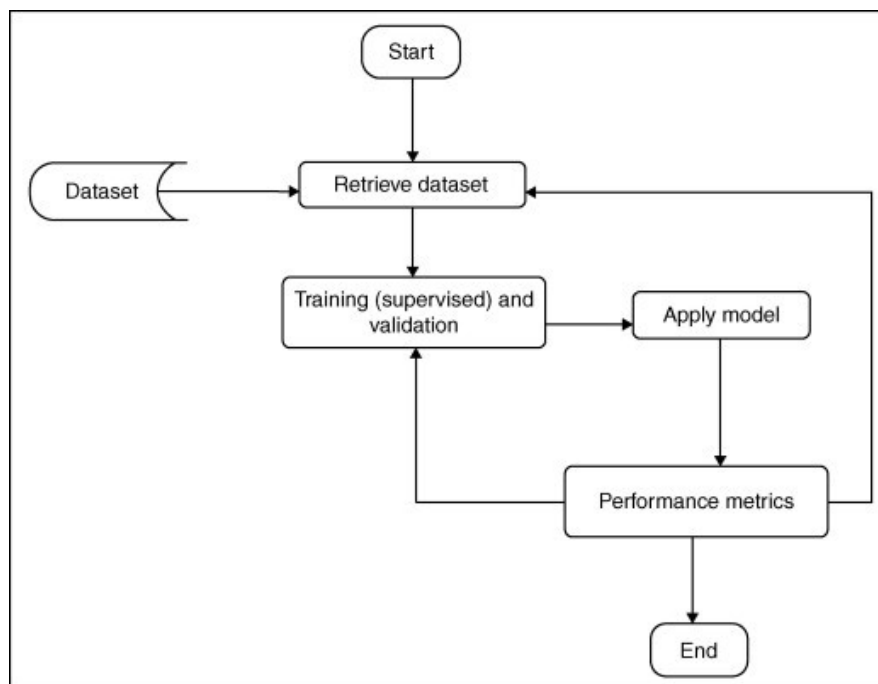 Start
Dataset
Retrieve dataset
Training (supervised) and
validation
Apply model
Performance metrics
End